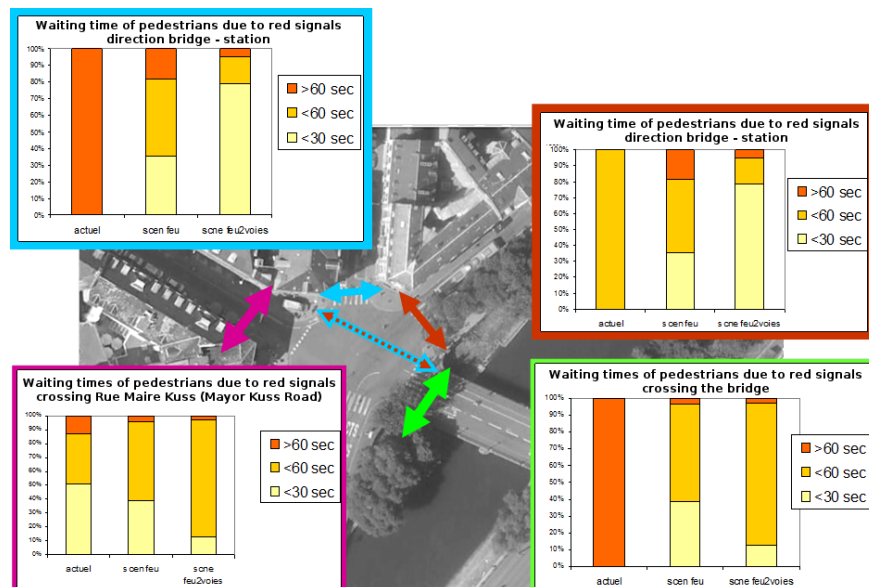 Waiting time of pedestrians due to red signals
direction bridge - station
100%
90%
80%
70%
60%
50%
40%
30%
20%
10%
0%
actuel
scen feu
scne feu2voies
>60 sec
<60 sec
<30 sec
Waiting time of pedestrians due to red signals
direction bridge - station
100%
90%
80%
70%
60%
50%
40%
30%
20%
10%
0%
actuel
scen feu
scne feu2voies
>60 sec
<60 sec
<30 sec
Waiting times of pedestrians due to red signals
crossing Rue Maire Kuss (Mayor Kuss Road)
100%
90%
80%
70%
60%
50%
40%
30%
20%
10%
0%
actuel
scen feu
scne
feu2voies
>60 sec
<60 sec
<30 sec
Waiting times of pedestrians due to red signals
crossing the bridge
100%
90%
80%
70%
60%
50%
40%
30%
20%
10%
0%
actuel
scen feu
scne feu2voies
>60 sec
<60 sec
<30 sec